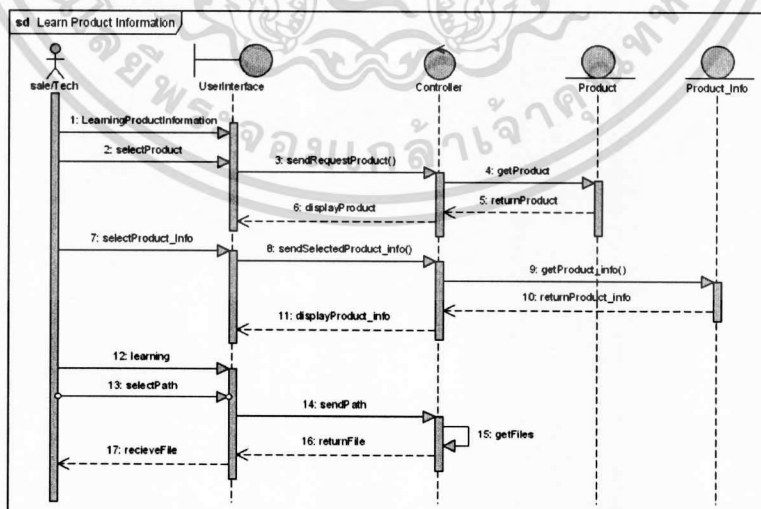 sd Learn Product Information
sale/Tech
UserInterface
Controller
Product
Product_Info
1: LearningProductInformation
2: selectProduct
3: sendRequestProduct()
4: getProduct
5: returnProduct
6: displayProduct
7: selectProduct_Info
8: sendSelectedProduct_info()
9: getProduct_info()
10: returnProduct_info
11: displayProduct_info
12: learning
13: selectPath
14: sendPath
15: getFiles
16: returnFile
17: recieveFile